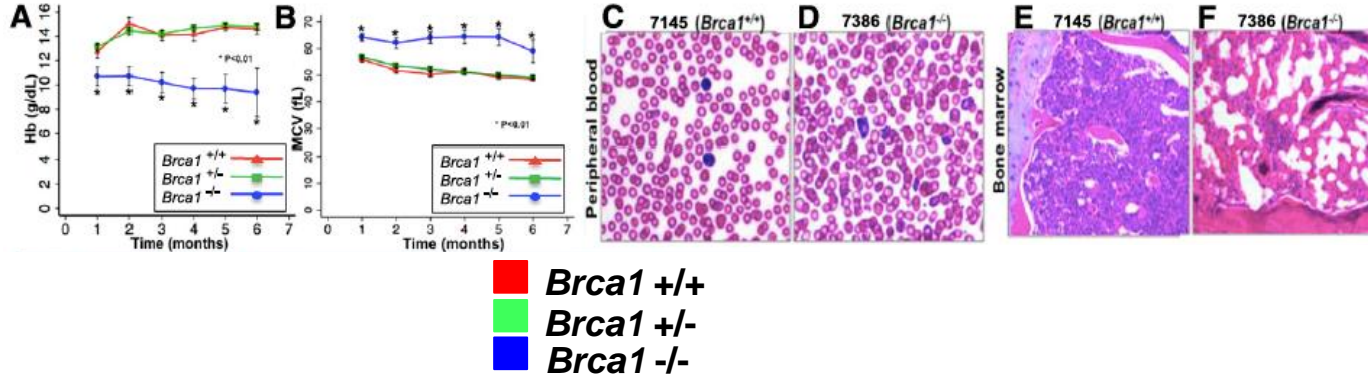 A
Hb (g/dL)
16
14
12
10
8
6
4
2
0
* P<0.01
* * * * * *
Brca1 +/+
Brca1 +/-
Brca1 -/-
0 1 2 3 4 5 6 7
Time (months)
B
MCV (fL)
70
60
50
40
30
20
10
0
* * * * * *
* P<0.01
Brca1 +/+
Brca1 +/-
Brca1 -/-
0 1 2 3 4 5 6 7
Time (months)
C 7145 (Brca1+/+)
Peripheral blood
D 7386 (Brca1-/-)
E 7145 (Brca1+/+)
Bone marrow
F 7386 (Brca1-/-)
Brca1 +/+
Brca1 +/-
Brca1 -/-